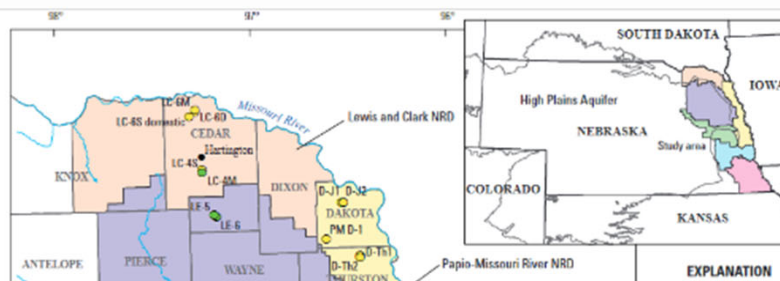 98°
97°
96°
SOUTH DAKOTA
IOWA
High Plains Aquifer
NEBRASKA
Study area
COLORADO
KANSAS
LC-6M
LC-6D
LC-6S domestic
CEDAR
Missouri River
Lewis and Clark NRD
Hartington
LC-4S
LC-4M
KNOX
DIXON
D-J1 D-J2
DAKOTA
LE-5
LE-6
PM D-1
D-Th1
D-Th2
THURSTON
ANTELOPE
PIERCE
WAYNE
Papio-Missouri River NRD
EXPLANATION